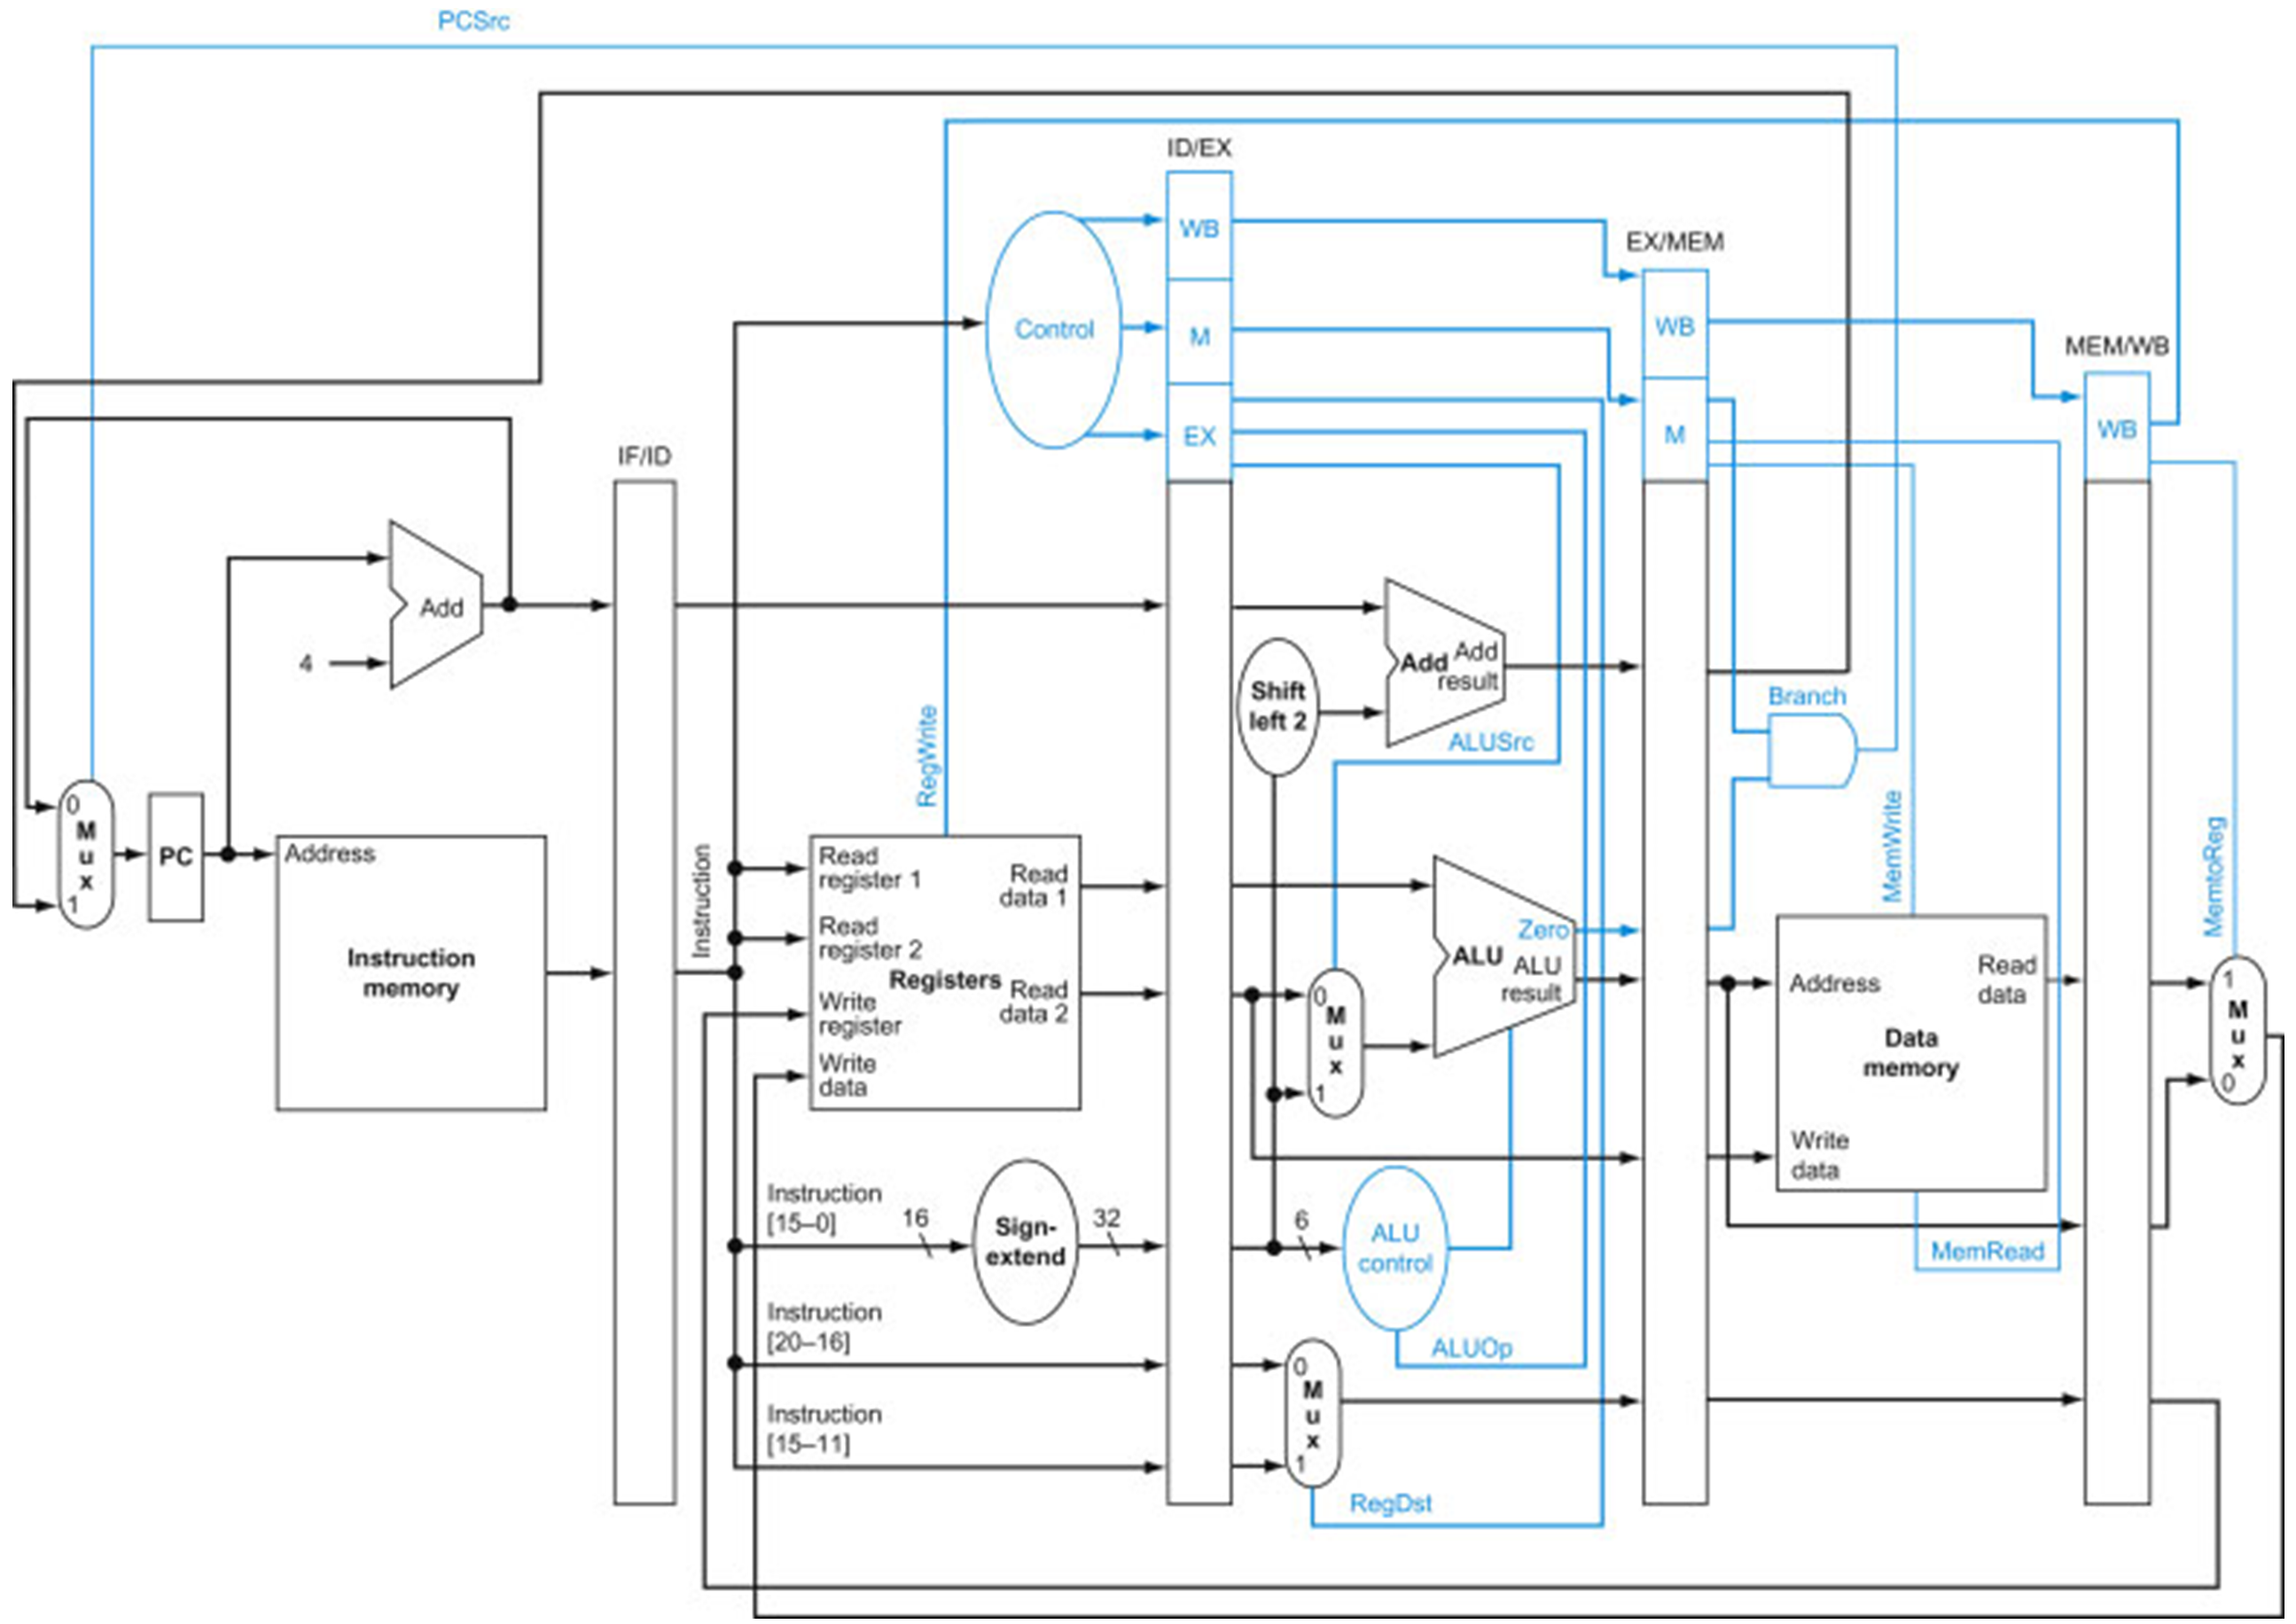 PCSrc
ID/EX
WB
EX/MEM
Control
M
WB
MEM/WB
EX
M
WB
IF/ID
Add
4
Add
Add
result
Shift
left 2
Branch
ALUSrc
RegWrite
0
M
u
x
1
PC
Address
Instruction
memory
Instruction
Read
register 1
Read
register 2
Write
register
Write
data
Registers
Read
data 1
Read
data 2
Zero
ALU
ALU
result
0
M
u
x
1
MemWrite
Address
Read
data
Data
memory
Write
data
MemtoReg
1
M
u
x
0
Instruction
[15–0]
16
Sign-
extend
32
6
ALU
control
MemRead
Instruction
[20–16]
ALUOp
0
M
u
x
1
Instruction
[15–11]
RegDst